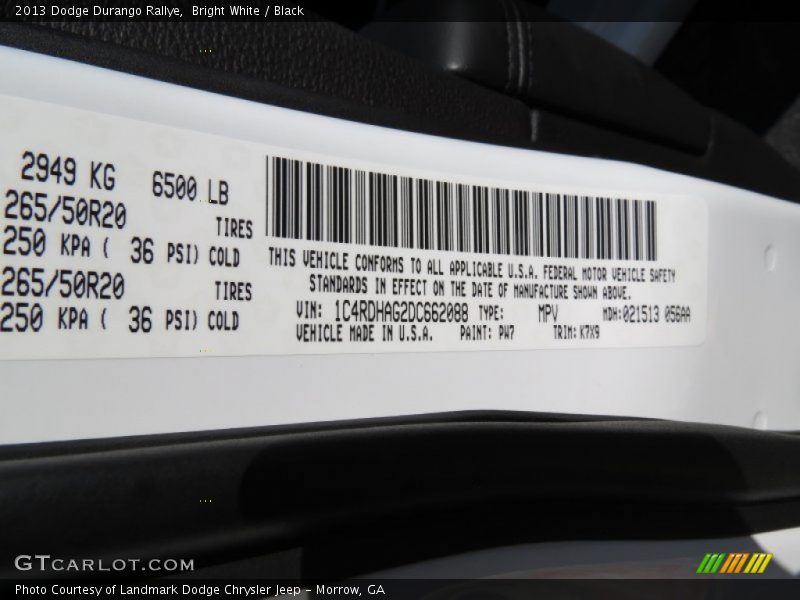 2013 Dodge Durango Rallye, Bright White / Black
2949 KG 6500 LB
265/50R20 TIRES
250 KPA ( 36 PSI) COLD
265/50R20 TIRES
250 KPA ( 36 PSI) COLD
THIS VEHICLE CONFORMS TO ALL APPLICABLE U.S.A. FEDERAL MOTOR VEHICLE SAFETY
STANDARDS IN EFFECT ON THE DATE OF MANUFACTURE SHOWN ABOVE.
VIN: 1C4RDHAG2DC662088 TYPE: MPV MDH:021513 056AA
VEHICLE MADE IN U.S.A. PAINT: PW7 TRIM: K7X9
GTCARLOT.COM
Photo Courtesy of Landmark Dodge Chrysler Jeep – Morrow, GA